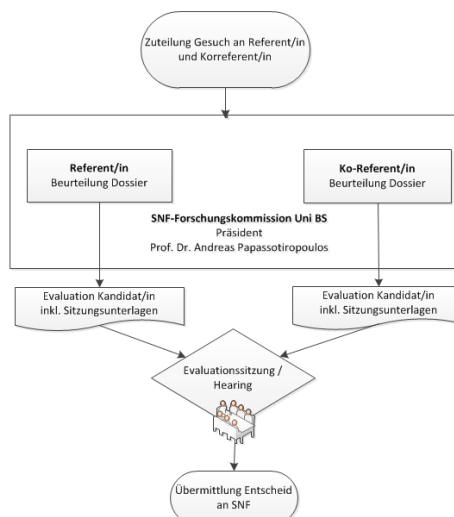 Zuteilung Gesuch an Referent/in
und Korreferent/in
Referent/in
Beurteilung Dossier
Ko-Referent/in
Beurteilung Dossier
SNF-Forschungskommission Uni BS
Präsident
Prof. Dr. Andreas Papassotiropoulos
Evaluation Kandidat/in
inkl. Sitzungsunterlagen
Evaluation Kandidat/in
inkl. Sitzungsunterlagen
Evaluationssitzung /
Hearing
Übermittlung Entscheid
an SNF